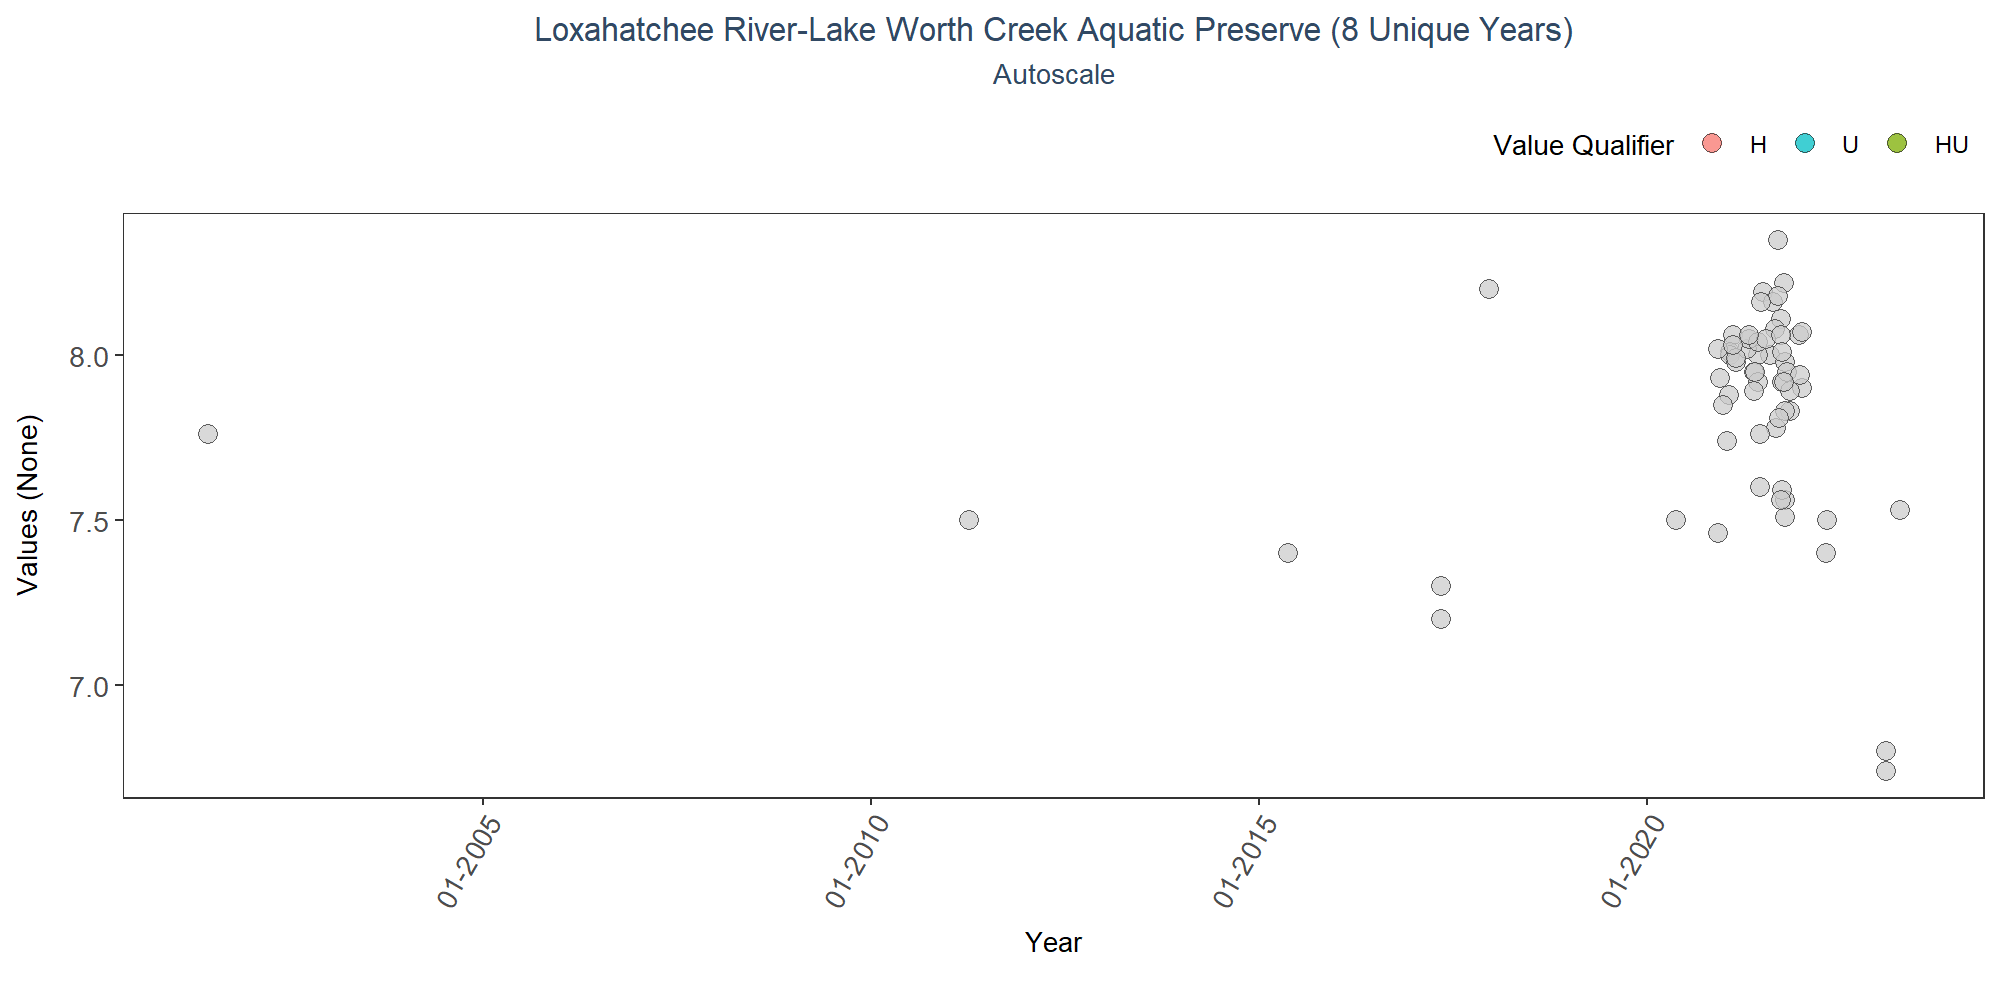 Loxahatchee River-Lake Worth Creek Aquatic Preserve (8 Unique Years)
Autoscale
Value Qualifier H U HU
Values (None)
8.0
7.5
7.0
01-2005 01-2010 01-2015 01-2020
Year